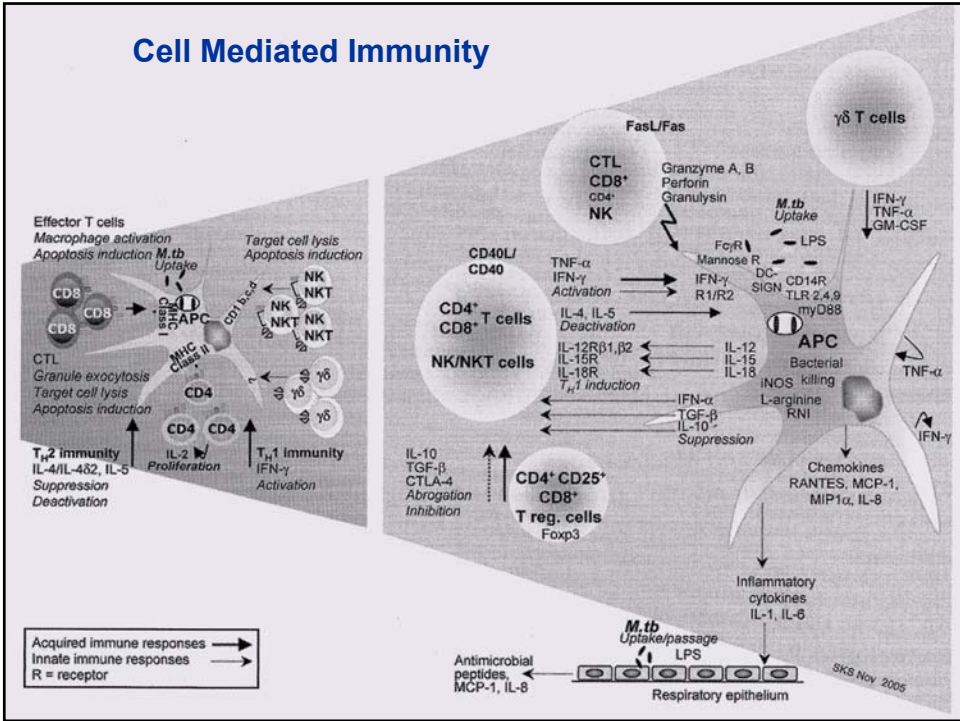 Cell Mediated Immunity
Effector T cells
Macrophage activation
Apoptosis induction
M.tb
Uptake
Target cell lysis
Apoptosis induction
CD8
CD8
CD8
MHC
Class I
APC
CD1 b,c,d
NK
NKT
NK
NKT
NK
NKT
CTL
Granule exocytosis
Target cell lysis
Apoptosis induction
MHC
Class II
CD4
CD4
CD4
γδ
γδ
γδ
IL-2
Proliferation
TH2 immunity
IL-4/IL-4δ2, IL-5
Suppression
Deactivation
TH1 immunity
IFN-γ
Activation
FasL/Fas
CTL
CD8+
CD4+
NK
Granzyme A, B
Perforin
Granulysin
γδ T cells
IFN-γ
TNF-α
GM-CSF
M.tb
Uptake
LPS
FcγR
Mannose R
DC-
SIGN
CD14R
TLR 2,4,9
myD88
CD40L/
CD40
TNF-α
IFN-γ
Activation
IFN-γ
R1/R2
CD4+
CD8+
T cells
NK/NKT cells
IL-4, IL-5
Deactivation
IL-12Rβ1,β2
IL-15R
IL-18R
TH1 induction
IL-12
IL-15
IL-18
APC
Bacterial
killing
iNOS
L-arginine
RNI
TNF-α
IFN-γ
IFN-α
TGF-β
IL-10
Suppression
IL-10
TGF-β
CTLA-4
Abrogation
Inhibition
CD4+ CD25+
CD8+
T reg. cells
Foxp3
Chemokines
RANTES, MCP-1,
MIP1α, IL-8
Inflammatory
cytokines
IL-1, IL-6
M.tb
Uptake/passage
LPS
Antimicrobial
peptides,
MCP-1, IL-8
Respiratory epithelium
SKS Nov 2005
Acquired immune responses
Innate immune responses
R = receptor